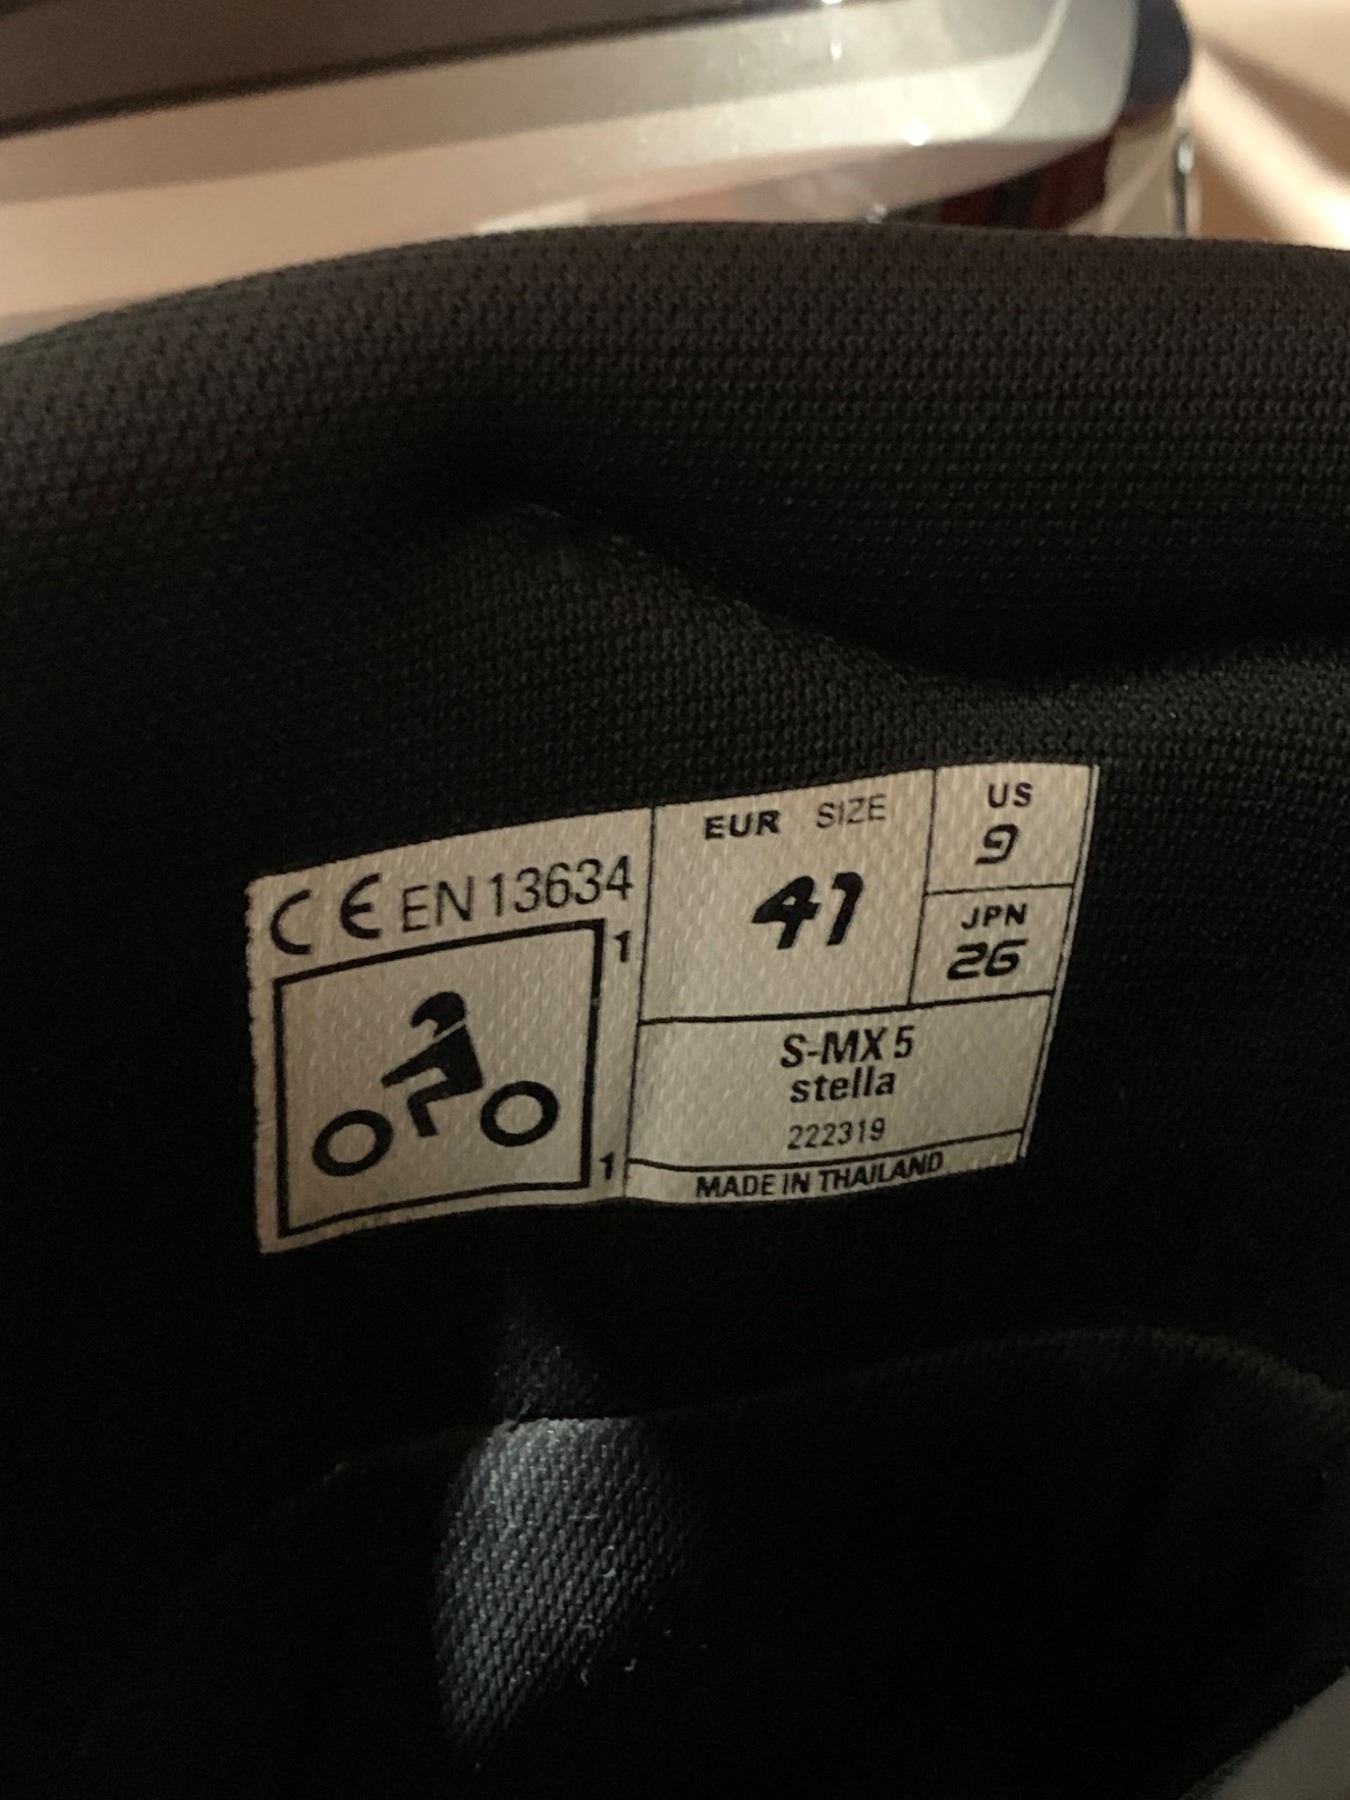 CE EN 13634
1
1
EUR SIZE
41
US
9
JPN
26
S-MX 5
stella
222319
MADE IN THAILAND